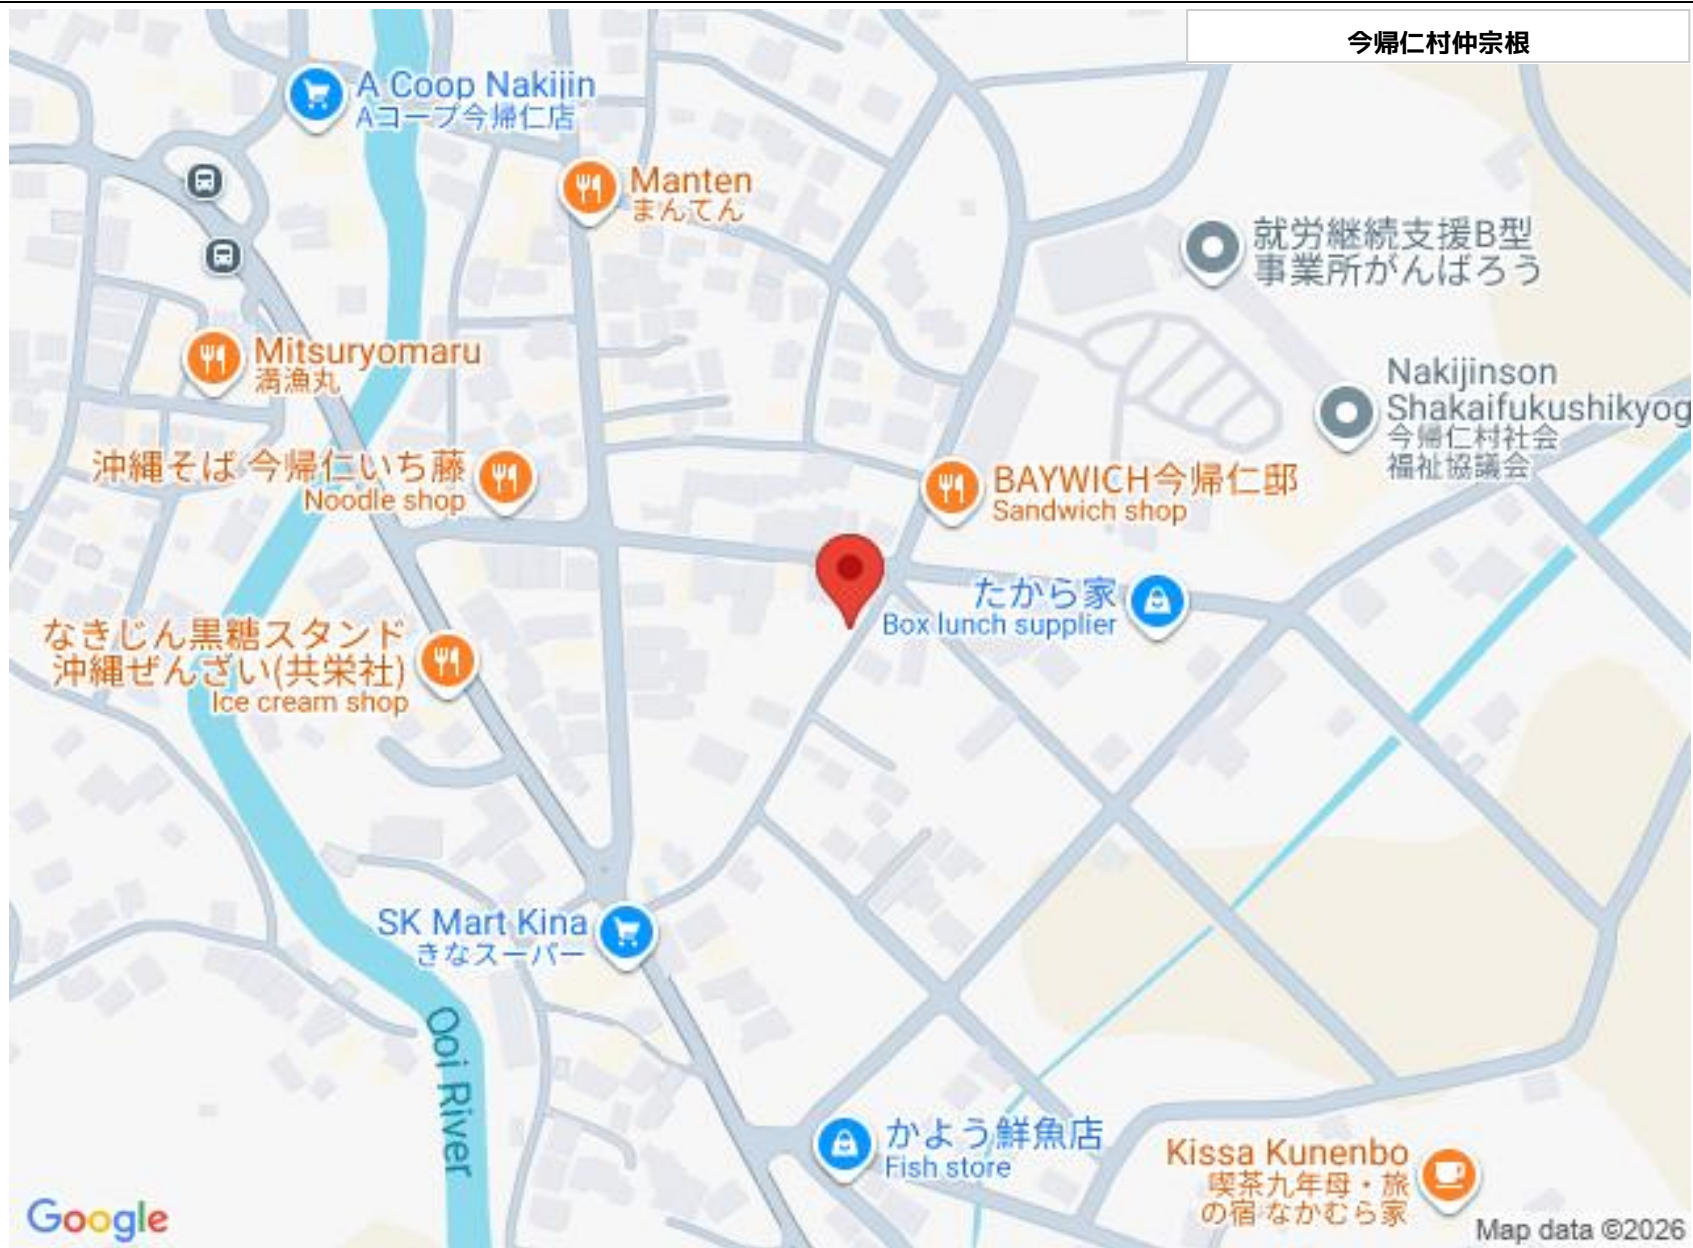 今帰仁村仲宗根
A Coop Nakijin
Aコープ今帰仁店
Manten
まんてん
就労継続支援B型
事業所がんばろう
Mitsuryomaru
満漁丸
Nakijinson
Shakaifukushikyog
今帰仁村社会
福祉協議会
沖縄そば 今帰仁いち藤
Noodle shop
BAYWICH今帰仁邸
Sandwich shop
たから家
Box lunch supplier
なきじん黒糖スタンド
沖縄ぜんざい(共栄社)
Ice cream shop
SK Mart Kina
きなスーパー
Ooi River
かよう鮮魚店
Fish store
Kissa Kunenbo
喫茶九年母・旅
の宿 なかむら家
Google
Map data ©2026